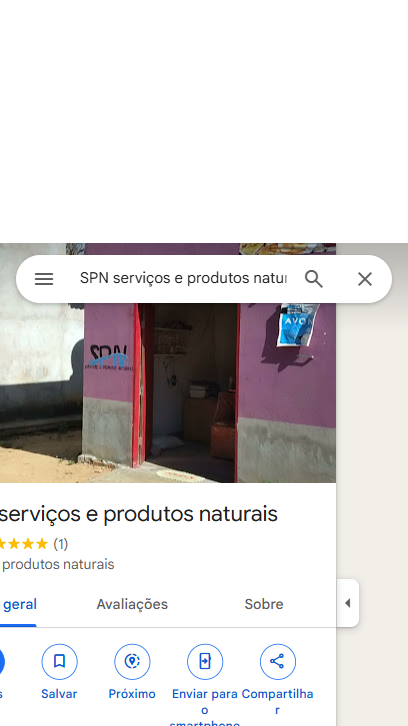 SPN serviços e produtos natur
AVON
SPN
serviços e produtos naturais
(1)
produtos naturais
geral
Avaliações
Sobre
s
Salvar
Próximo
Enviar para o smartphone
Compartilhar